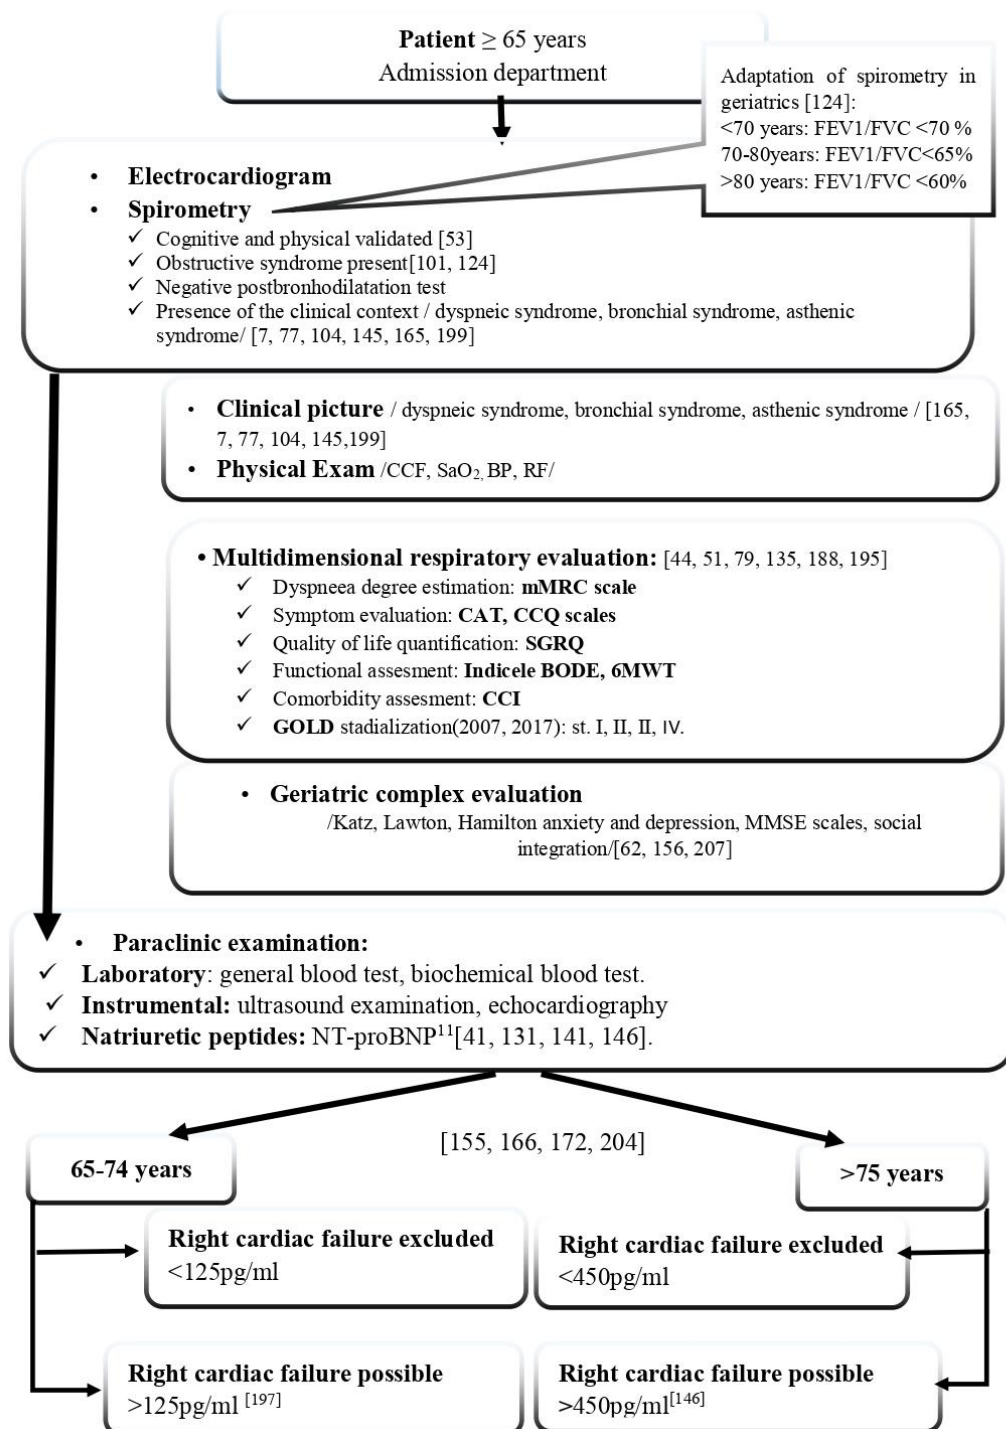 Patient ≥ 65 years
Admission department
Adaptation of spirometry in
geriatrics [124]:
<70 years: FEV1/FVC <70 %
70-80years: FEV1/FVC<65%
>80 years: FEV1/FVC <60%
• Electrocardiogram
• Spirometry
✓ Cognitive and physical validated [53]
✓ Obstructive syndrome present[101, 124]
✓ Negative postbronhodilatation test
✓ Presence of the clinical context / dyspneic syndrome, bronchial syndrome, asthenic
syndrome/ [7, 77, 104, 145, 165, 199]
• Clinical picture / dyspneic syndrome, bronchial syndrome, asthenic syndrome / [165,
7, 77, 104, 145,199]
• Physical Exam /CCF, SaO2, BP, RF/
• Multidimensional respiratory evaluation: [44, 51, 79, 135, 188, 195]
✓ Dyspneea degree estimation: mMRC scale
✓ Symptom evaluation: CAT, CCQ scales
✓ Quality of life quantification: SGRQ
✓ Functional assesment: Indicele BODE, 6MWT
✓ Comorbidity assesment: CCI
✓ GOLD stadialization(2007, 2017): st. I, II, II, IV.
• Geriatric complex evaluation
/Katz, Lawton, Hamilton anxiety and depression, MMSE scales, social
integration/[62, 156, 207]
• Paraclinic examination:
✓ Laboratory: general blood test, biochemical blood test.
✓ Instrumental: ultrasound examination, echocardiography
✓ Natriuretic peptides: NT-proBNP11[41, 131, 141, 146].
[155, 166, 172, 204]
65-74 years
>75 years
Right cardiac failure excluded
<125pg/ml
Right cardiac failure excluded
<450pg/ml
Right cardiac failure possible
>125pg/ml [197]
Right cardiac failure possible
>450pg/ml[146]